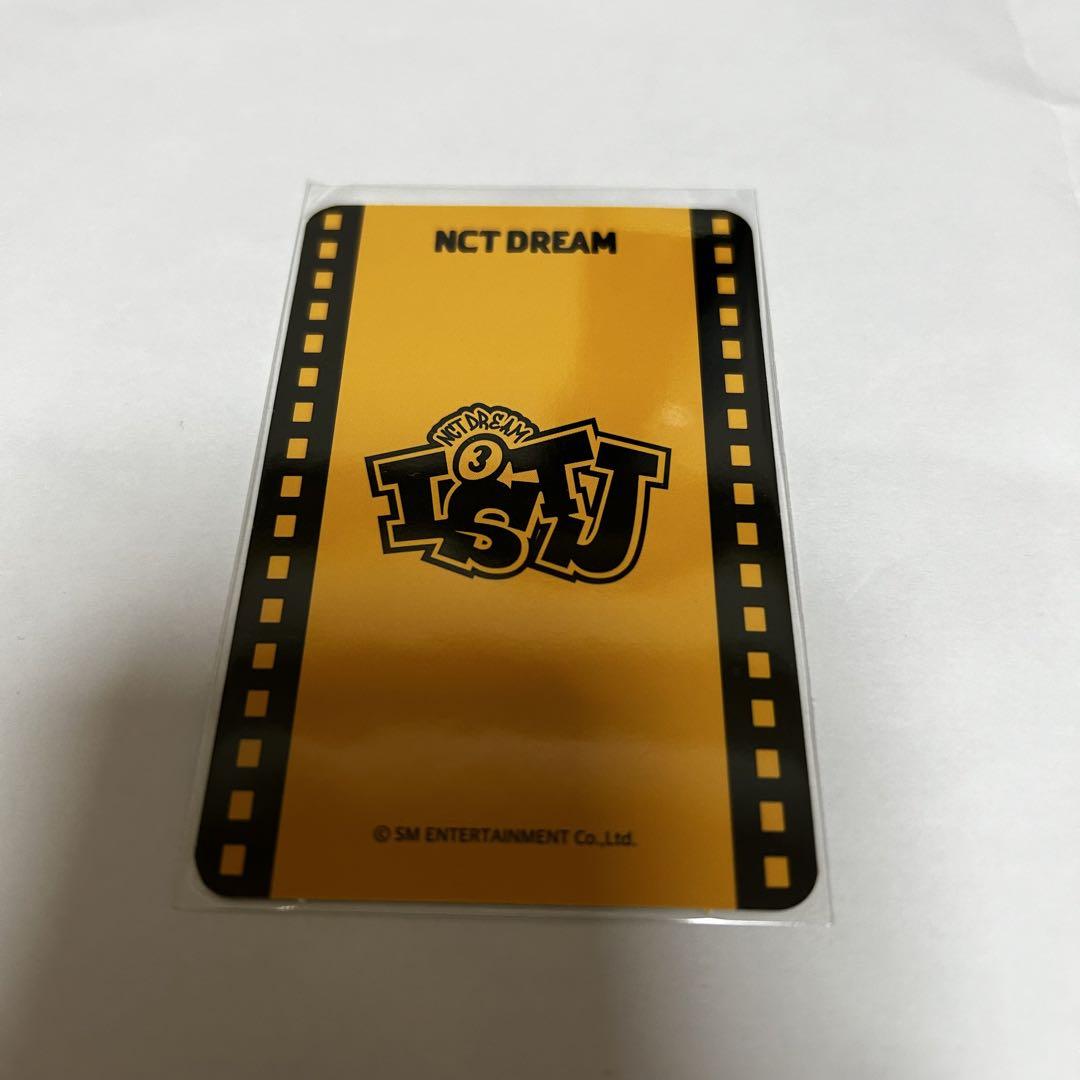 NCT DREAM
NCT DREAM
3
ISTJ
© SM ENTERTAINMENT Co.,Ltd.